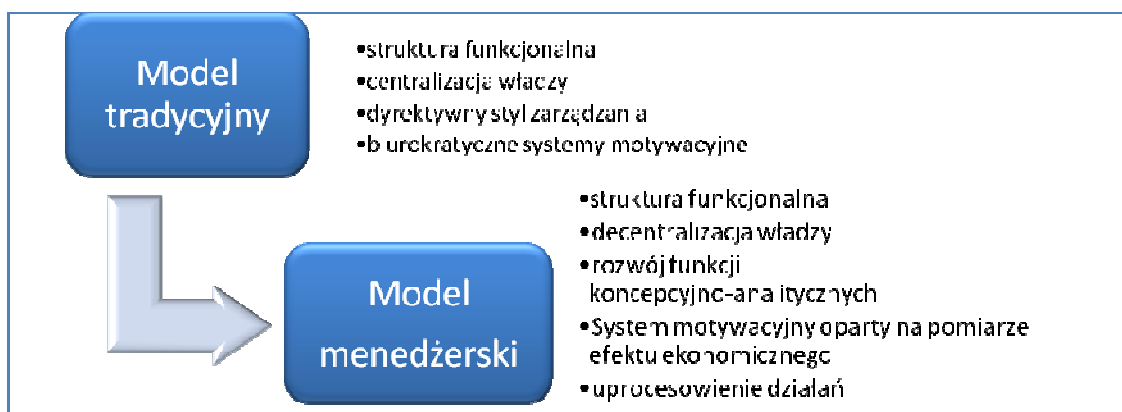 Model
tradycyjny
•struktura funkcjonalna
•centralizacja władzy
•dyrektywny styl zarządzania
•biurokratyczne systemy motywacyjne
Model
menedżerski
•struktura funkcjonalna
•decentralizacja władzy
•rozwój funkcji
koncepcyjno-analitycznych
•System motywacyjny oparty na pomiarze
efektu ekonomicznego
•uprocesowienie działań